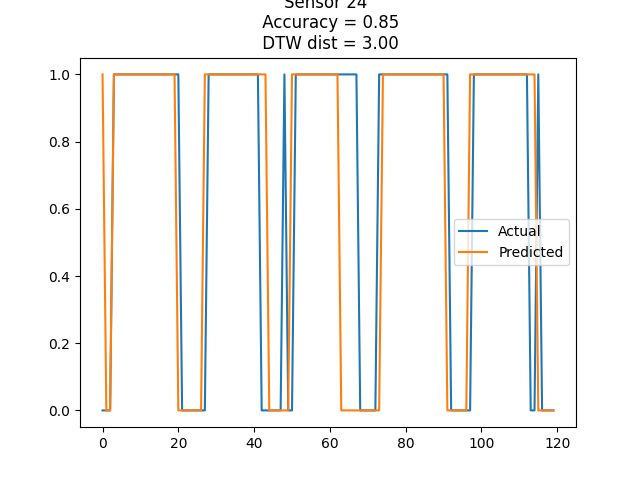 Sensor 24
Accuracy = 0.85
DTW dist = 3.00
1.0
0.8
0.6
0.4
0.2
0.0
Actual
Predicted
0 20 40 60 80 100 120